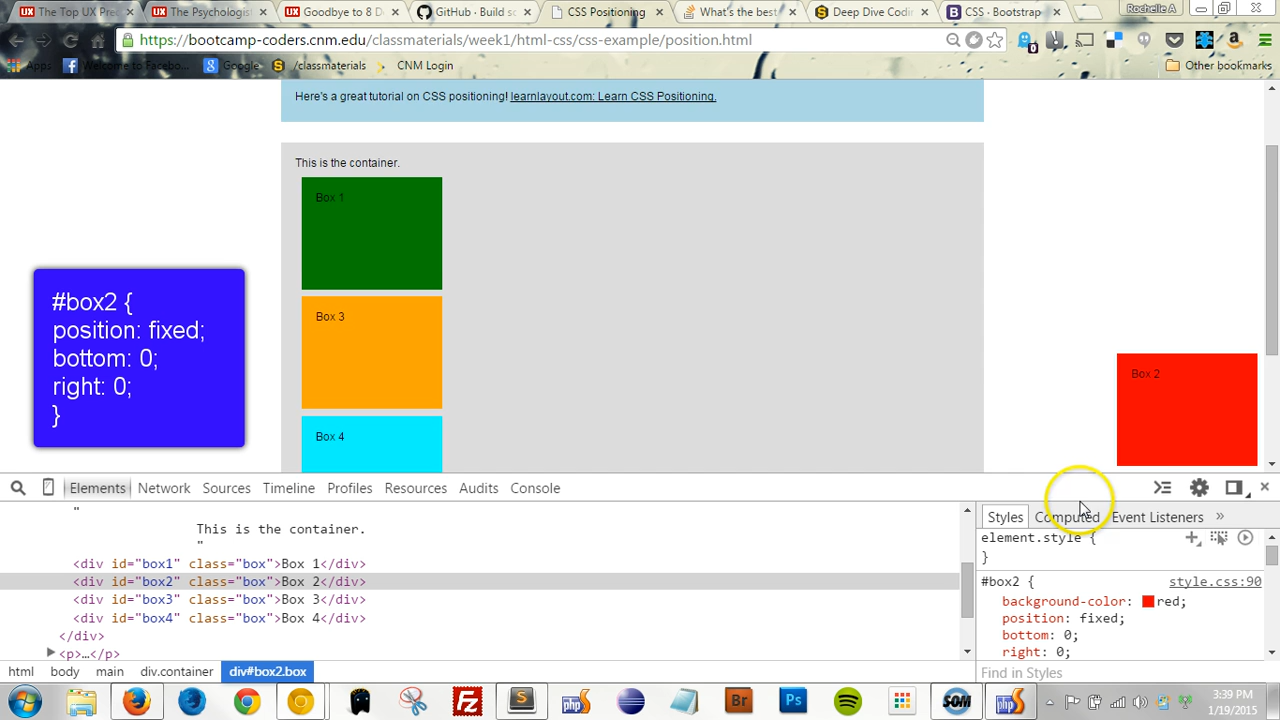 The Top UX Pre
The Psychologis
Goodbye to 8 D
GitHub · Build so
CSS Positioning
What's the best
Deep Dive Codin
CSS · Bootstrap
Rochelle A
https://bootcamp-coders.cnm.edu/classmaterials/week1/html-css/css-example/position.html
Apps
Welcome to Facebo...
Google
/classmaterials
CNM Login
Other bookmarks
Here's a great tutorial on CSS positioning! learnlayout.com: Learn CSS Positioning.
This is the container.
Box 1
Box 3
Box 4
Box 2
#box2 {
position: fixed;
bottom: 0;
right: 0;
}
Elements Network Sources Timeline Profiles Resources Audits Console
"
This is the container.
"
<div id="box1" class="box">Box 1</div>
<div id="box2" class="box">Box 2</div>
<div id="box3" class="box">Box 3</div>
<div id="box4" class="box">Box 4</div>
</div>
<p>…</p>
html body main div.container div#box2.box
Styles Computed Event Listeners »
element.style {
}
#box2 { style.css:90
background-color: red;
position: fixed;
bottom: 0;
right: 0;
Find in Styles
3:39 PM
1/19/2015